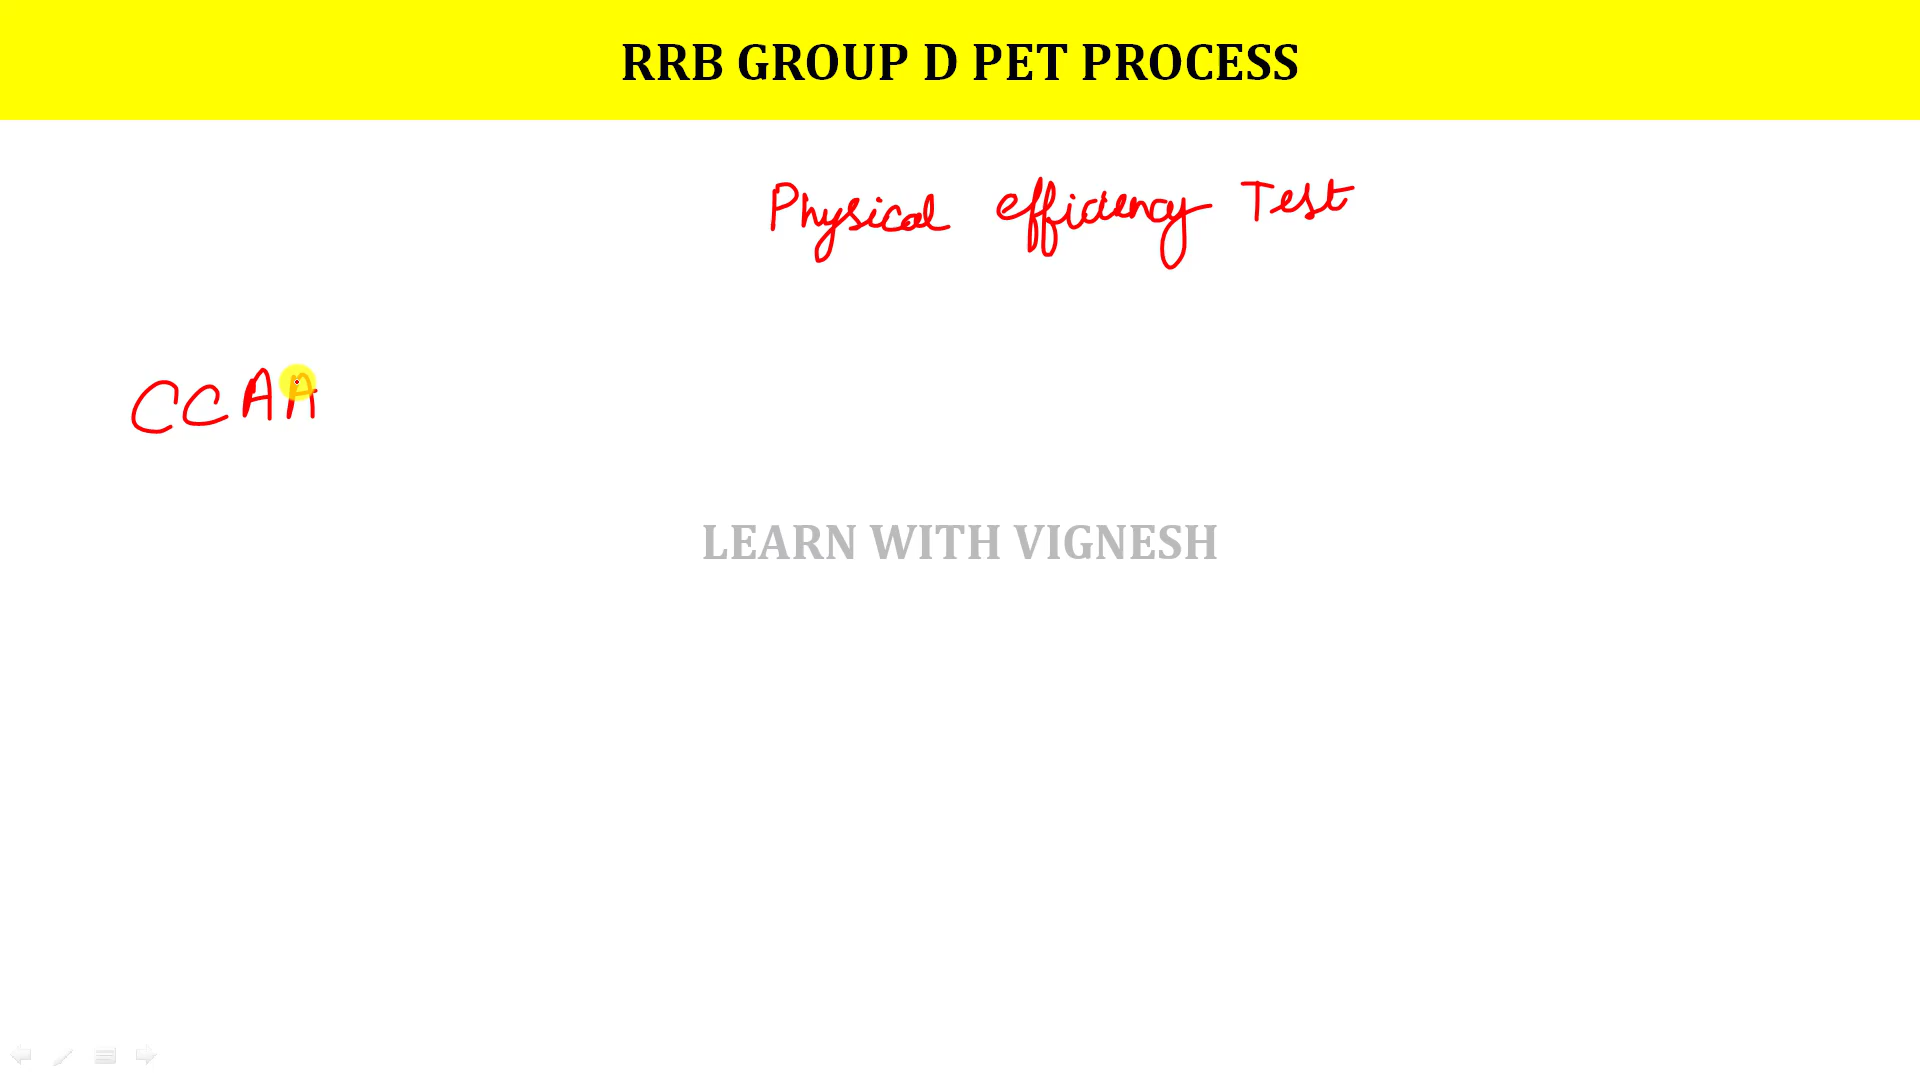 RRB GROUP D PET PROCESS
Physical efficiency Test
CCAA
LEARN WITH VIGNESH